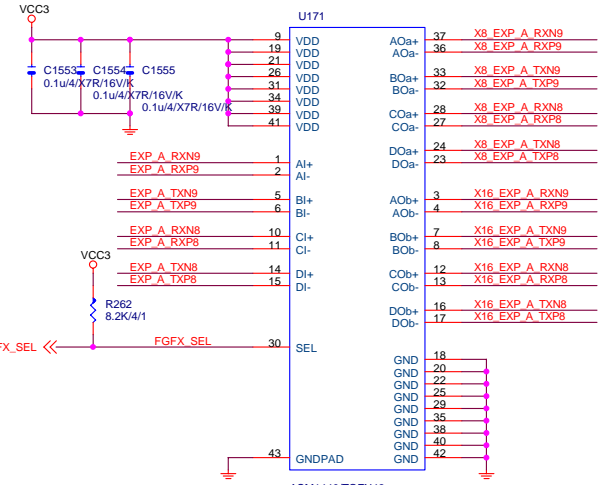 VCC3
U171
C1553
C1554
C1555
0.1u/4/X7R/16V/K
0.1u/4/X7R/16V/K
0.1u/4/X7R/16V/K
9 VDD
19 VDD
21 VDD
26 VDD
31 VDD
34 VDD
39 VDD
41 VDD
EXP_A_RXN9 1 AI+
EXP_A_RXP9 2 AI-
EXP_A_TXN9 5 BI+
EXP_A_TXP9 6 BI-
EXP_A_RXN8 10 CI+
EXP_A_RXP8 11 CI-
EXP_A_TXN8 14 DI+
EXP_A_TXP8 15 DI-
VCC3
R262
8.2K/4/1
FX_SEL FGFX_SEL 30 SEL
43 GNDPAD
AOa+ 37 X8_EXP_A_RXN9
AOa- 36 X8_EXP_A_RXP9
BOa+ 33 X8_EXP_A_TXN9
BOa- 32 X8_EXP_A_TXP9
COa+ 28 X8_EXP_A_RXN8
COa- 27 X8_EXP_A_RXP8
DOa+ 24 X8_EXP_A_TXN8
DOa- 23 X8_EXP_A_TXP8
AOb+ 3 X16_EXP_A_RXN9
AOb- 4 X16_EXP_A_RXP9
BOb+ 7 X16_EXP_A_TXN9
BOb- 8 X16_EXP_A_TXP9
COb+ 12 X16_EXP_A_RXN8
COb- 13 X16_EXP_A_RXP8
DOb+ 16 X16_EXP_A_TXN8
DOb- 17 X16_EXP_A_TXP8
GND 18
GND 20
GND 22
GND 25
GND 29
GND 35
GND 38
GND 40
GND 42